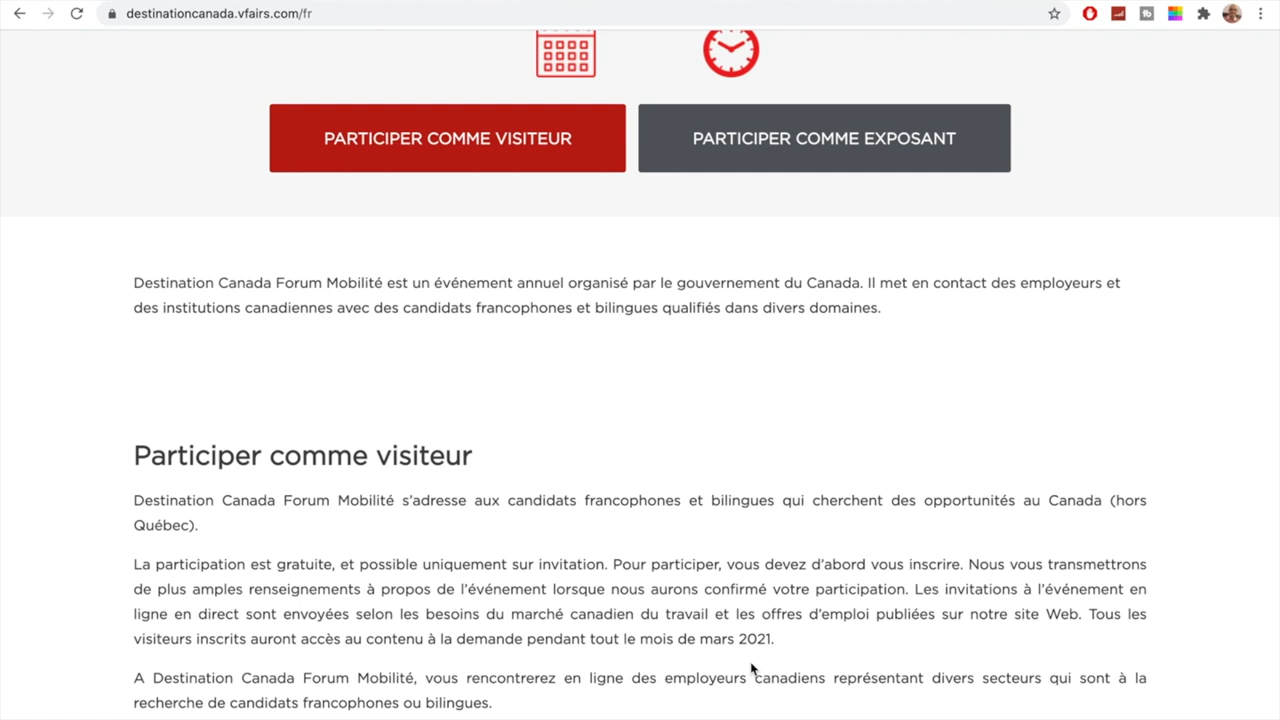 destinationcanada.vfairs.com/fr
PARTICIPER COMME VISITEUR
PARTICIPER COMME EXPOSANT
Destination Canada Forum Mobilité est un événement annuel organisé par le gouvernement du Canada. Il met en contact des employeurs et
des institutions canadiennes avec des candidats francophones et bilingues qualifiés dans divers domaines.
Participer comme visiteur
Destination Canada Forum Mobilité s’adresse aux candidats francophones et bilingues qui cherchent des opportunités au Canada (hors
Québec).
La participation est gratuite, et possible uniquement sur invitation. Pour participer, vous devez d’abord vous inscrire. Nous vous transmettrons
de plus amples renseignements à propos de l’événement lorsque nous aurons confirmé votre participation. Les invitations à l’événement en
ligne en direct sont envoyées selon les besoins du marché canadien du travail et les offres d’emploi publiées sur notre site Web. Tous les
visiteurs inscrits auront accès au contenu à la demande pendant tout le mois de mars 2021.
A Destination Canada Forum Mobilité, vous rencontrerez en ligne des employeurs canadiens représentant divers secteurs qui sont à la
recherche de candidats francophones ou bilingues.